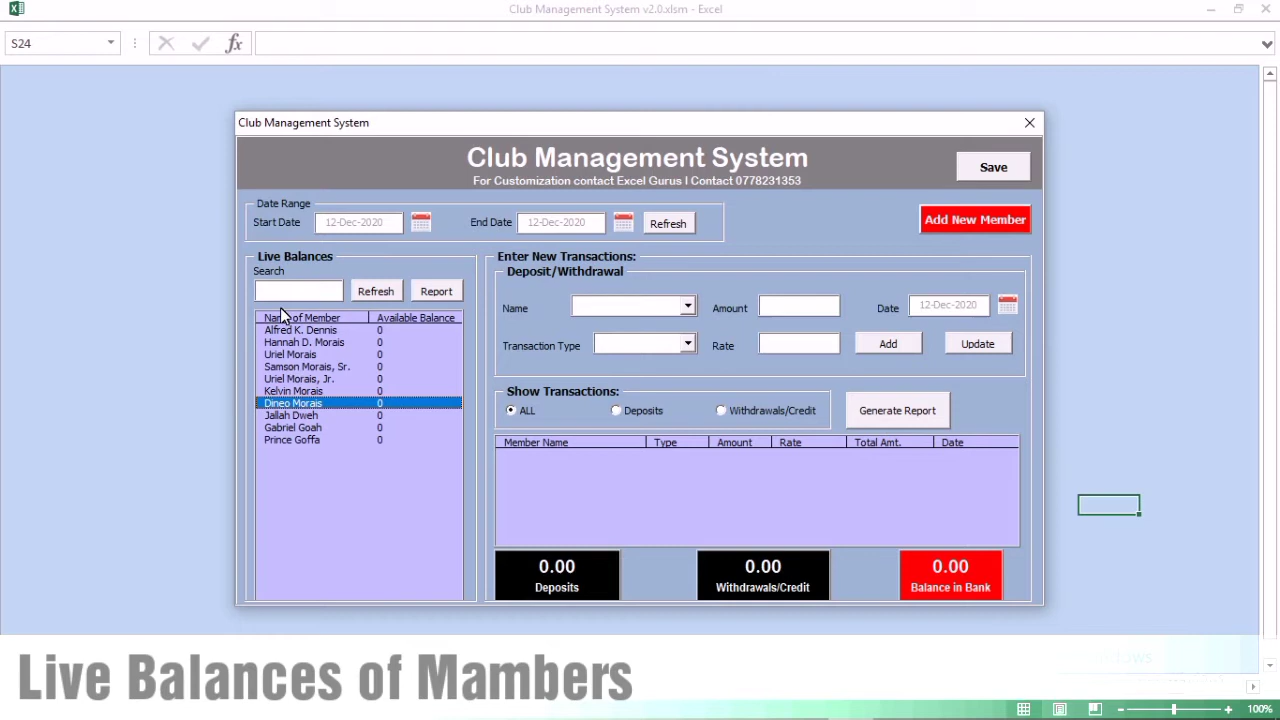 Club Management System v2.0.xlsm - Excel
S24
fx
Club Management System
Club Management System
For Customization contact Excel Gurus I Contact 0778231353
Save
Date Range
Start Date 12-Dec-2020 End Date 12-Dec-2020 Refresh
Add New Member
Live Balances
Search
Refresh Report
Name of Member Available Balance
Alfred K. Dennis 0
Hannah D. Morais 0
Uriel Morais 0
Samson Morais, Sr. 0
Uriel Morais, Jr. 0
Kelvin Morais 0
Dineo Morais 0
Jallah Dweh 0
Gabriel Goah 0
Prince Goffa 0
Enter New Transactions:
Deposit/Withdrawal
Name Amount Date 12-Dec-2020
Transaction Type Rate Add Update
Show Transactions:
ALL Deposits Withdrawals/Credit Generate Report
Member Name Type Amount Rate Total Amt. Date
0.00 0.00 0.00
Deposits Withdrawals/Credit Balance in Bank
Live Balances of Mambers
100%